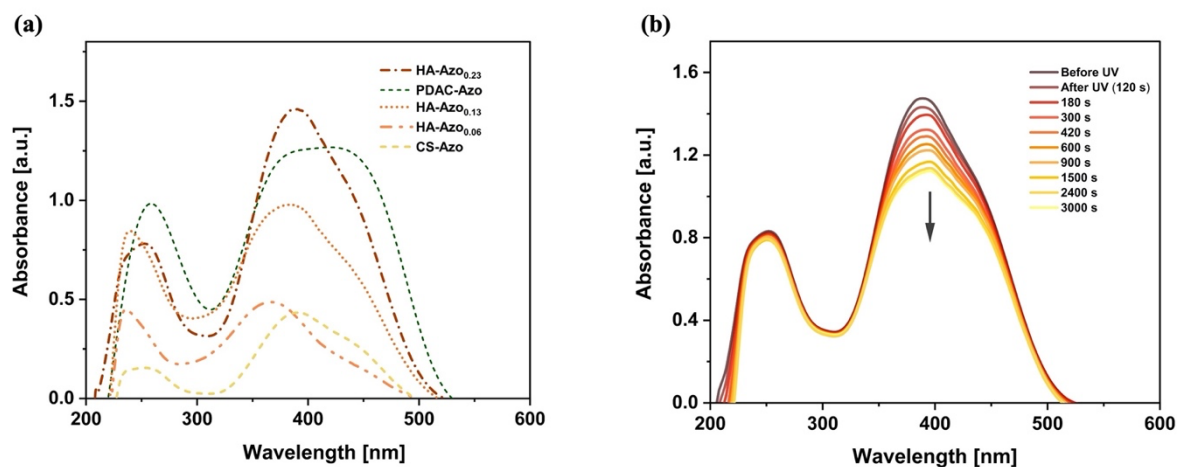 (a)
Absorbance [a.u.]
1.5
1.0
0.5
0.0
200
300
400
500
600
Wavelength [nm]
HA-Azo0.23
PDAC-Azo
HA-Azo0.13
HA-Azo0.06
CS-Azo
(b)
Absorbance [a.u.]
1.6
1.2
0.8
0.4
0.0
200
300
400
500
600
Wavelength [nm]
Before UV
After UV (120 s)
180 s
300 s
420 s
600 s
900 s
1500 s
2400 s
3000 s